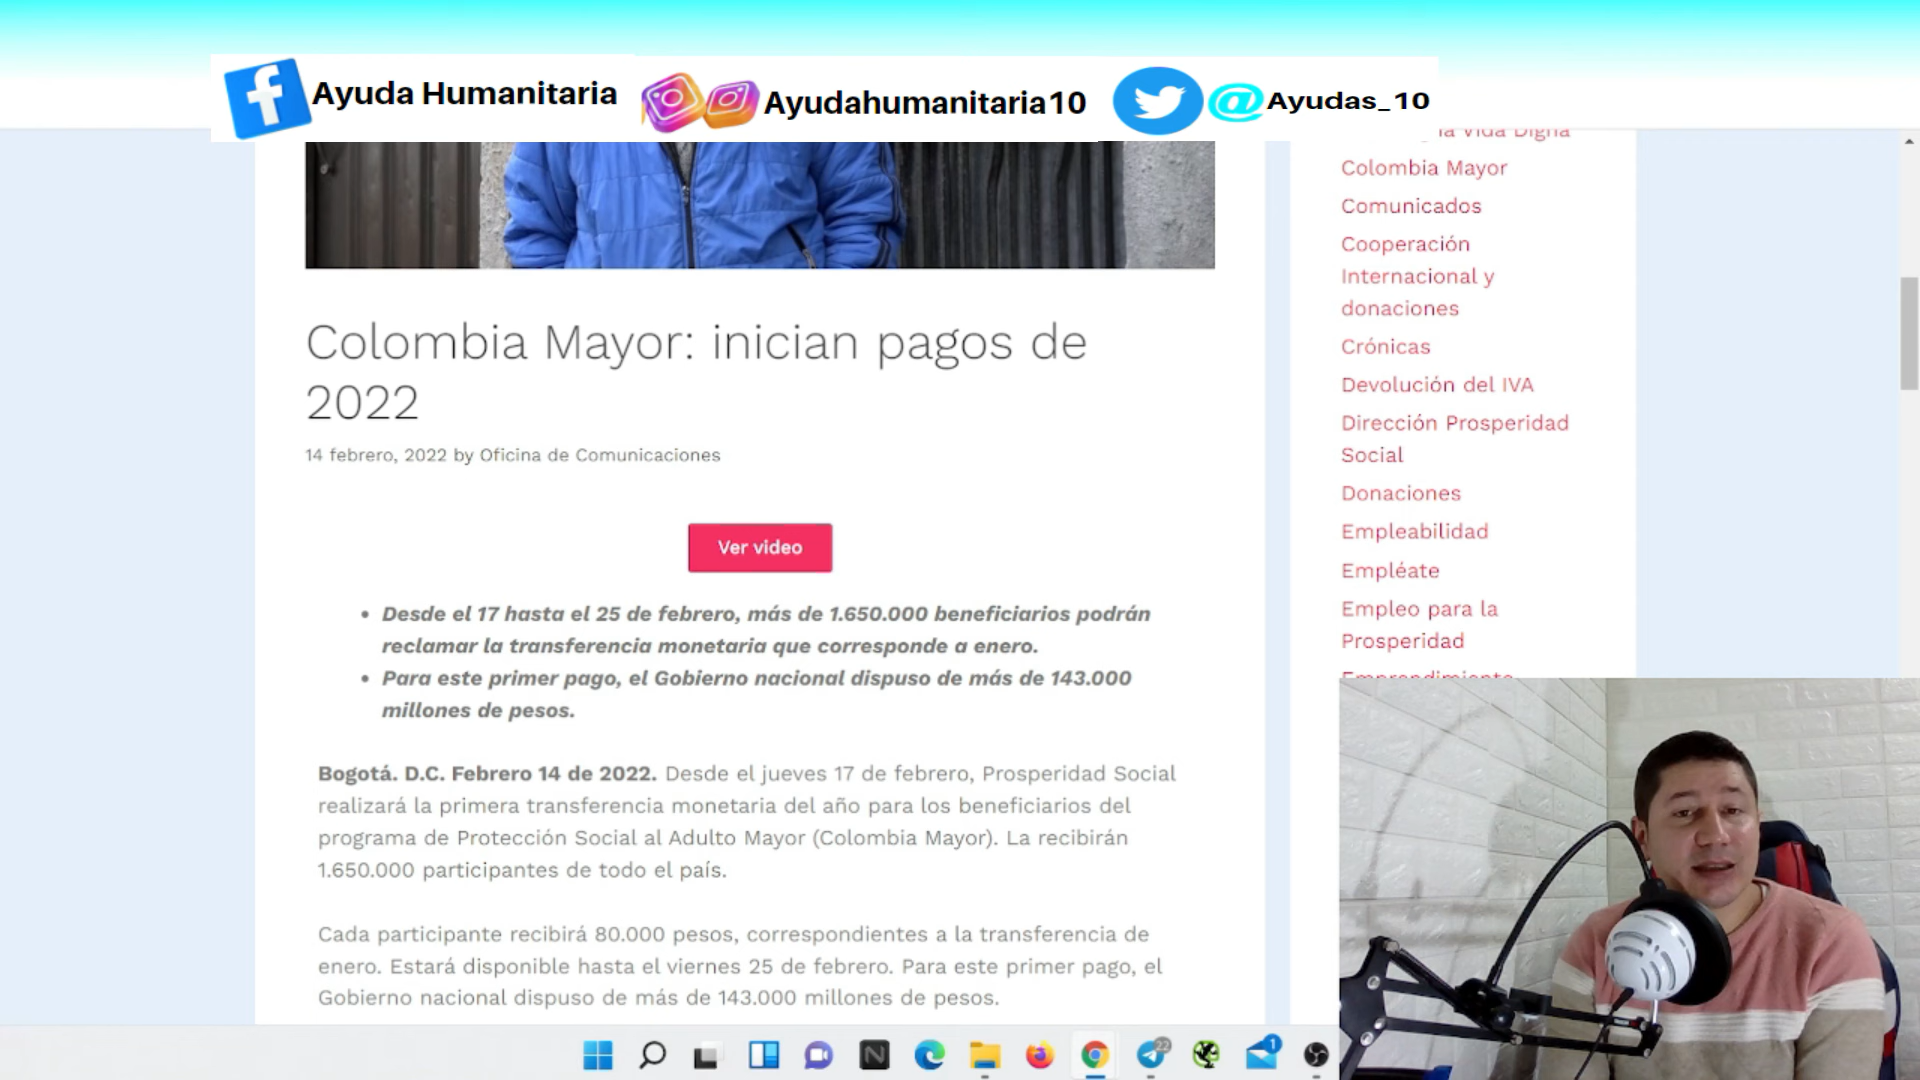 Ayuda Humanitaria
Ayudahumanitaria10
@Ayudas_10
la Vida Digna
Colombia Mayor
Comunicados
Cooperación
Internacional y
donaciones
Crónicas
Devolución del IVA
Dirección Prosperidad
Social
Donaciones
Empleabilidad
Empléate
Empleo para la
Prosperidad
Emprendimiento
Colombia Mayor: inician pagos de
2022
14 febrero, 2022 by Oficina de Comunicaciones
Ver video
• Desde el 17 hasta el 25 de febrero, más de 1.650.000 beneficiarios podrán
reclamar la transferencia monetaria que corresponde a enero.
• Para este primer pago, el Gobierno nacional dispuso de más de 143.000
millones de pesos.
Bogotá. D.C. Febrero 14 de 2022. Desde el jueves 17 de febrero, Prosperidad Social
realizará la primera transferencia monetaria del año para los beneficiarios del
programa de Protección Social al Adulto Mayor (Colombia Mayor). La recibirán
1.650.000 participantes de todo el país.
Cada participante recibirá 80.000 pesos, correspondientes a la transferencia de
enero. Estará disponible hasta el viernes 25 de febrero. Para este primer pago, el
Gobierno nacional dispuso de más de 143.000 millones de pesos.
22
1